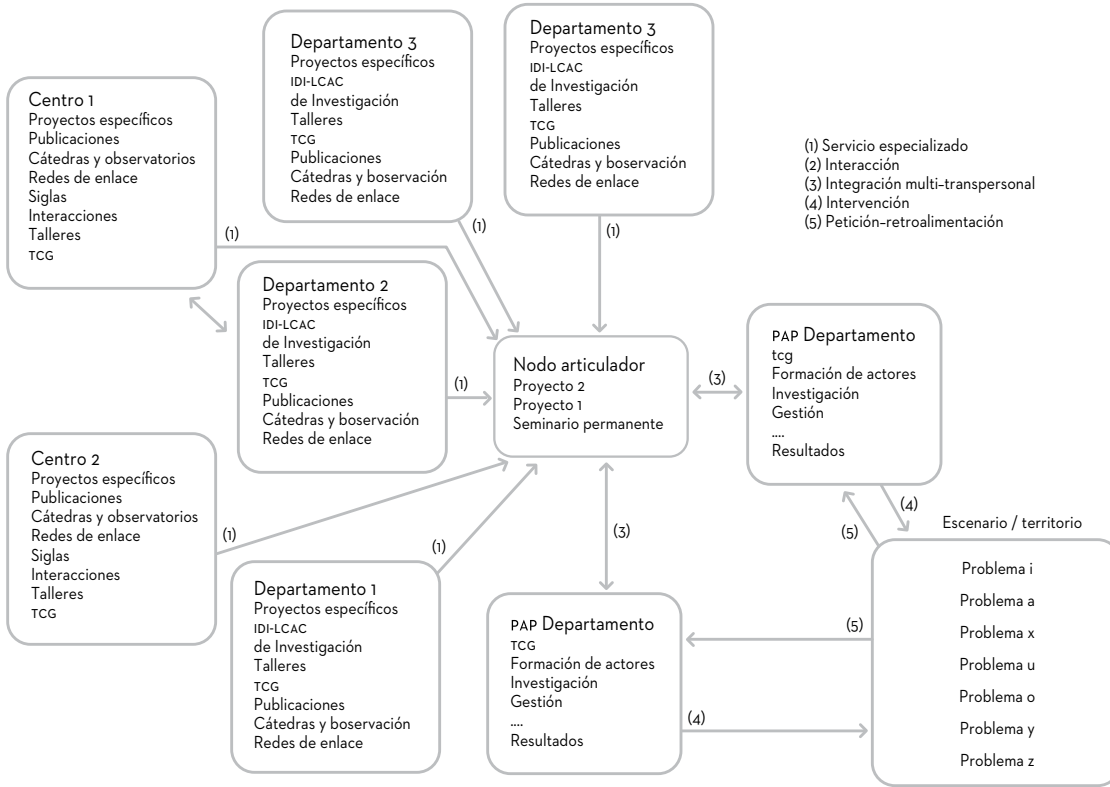 Departamento 3
Proyectos específicos
IDI-LCAC
de Investigación
Talleres
TCG
Publicaciones
Cátedras y boservación
Redes de enlace
Departamento 3
Proyectos específicos
IDI-LCAC
de Investigación
Talleres
TCG
Publicaciones
Cátedras y boservación
Redes de enlace
Centro 1
Proyectos específicos
Publicaciones
Cátedras y observatorios
Redes de enlace
Siglas
Interacciones
Talleres
TCG
(1) Servicio especializado
(2) Interacción
(3) Integración multi-transpersonal
(4) Intervención
(5) Petición-retroalimentación
(1)
(1)
(1)
Departamento 2
Proyectos específicos
IDI-LCAC
de Investigación
Talleres
TCG
Publicaciones
Cátedras y boservación
Redes de enlace
(1)
Nodo articulador
Proyecto 2
Proyecto 1
Seminario permanente
(3)
PAP Departamento
tcg
Formación de actores
Investigación
Gestión
....
Resultados
Centro 2
Proyectos específicos
Publicaciones
Cátedras y observatorios
Redes de enlace
Siglas
Interacciones
Talleres
TCG
(1)
(1)
(3)
(5)
(4)
Departamento 1
Proyectos específicos
IDI-LCAC
de Investigación
Talleres
TCG
Publicaciones
Cátedras y boservación
Redes de enlace
PAP Departamento
TCG
Formación de actores
Investigación
Gestión
....
Resultados
(5)
(4)
Escenario / territorio
Problema i
Problema a
Problema x
Problema u
Problema o
Problema y
Problema z